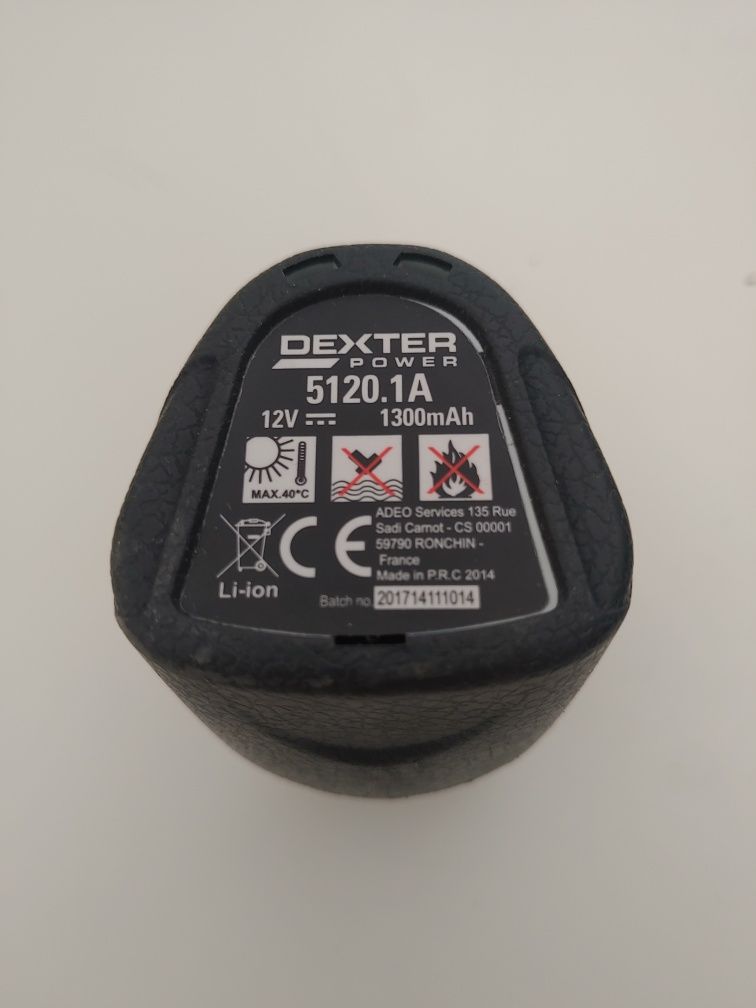 DEXTER
POWER
5120.1A
12V 1300mAh
MAX.40°C
ADEO Services 135 Rue
Sadi Carnot - CS 00001
59790 RONCHIN -
France
Made in P.R.C 2014
CE
Li-ion
Batch no. 201714111014